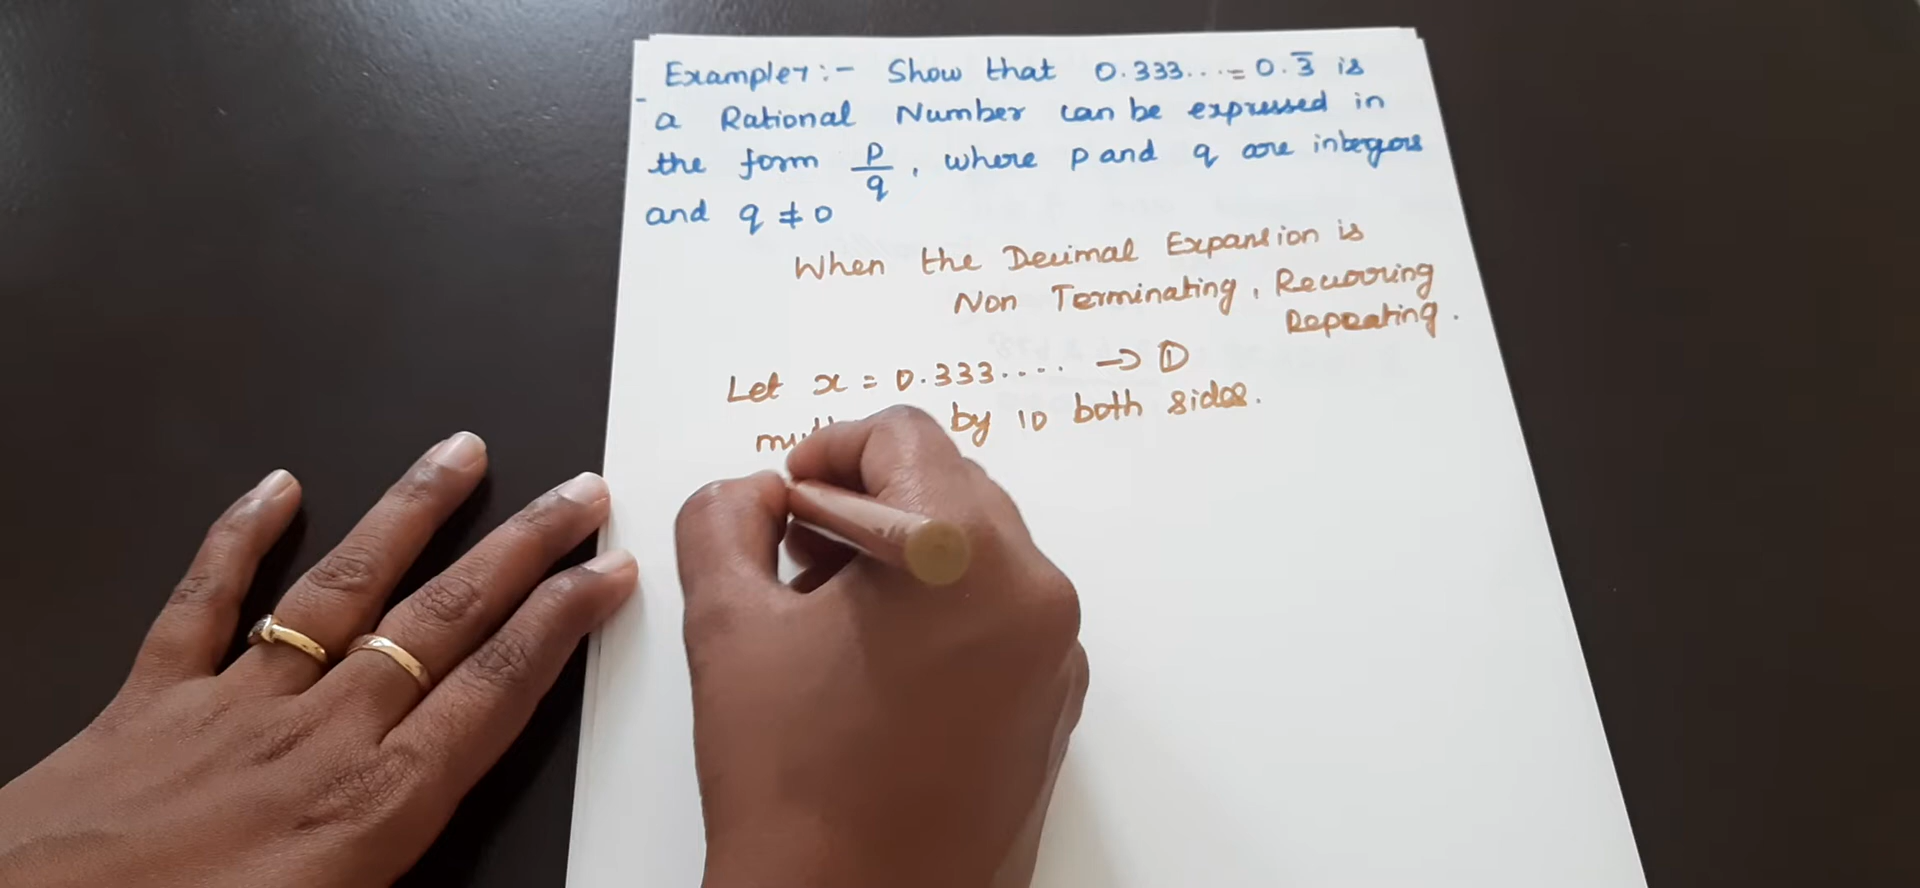 Example7:- Show that 0.333...=0.3̅ is
a Rational Number can be expressed in
the form p/q, where p and q are integers
and q ≠ 0
When the Decimal Expansion is
Non Terminating, Recurring
Repeating.
Let x = 0.333.... → ①
by 10 both sides.